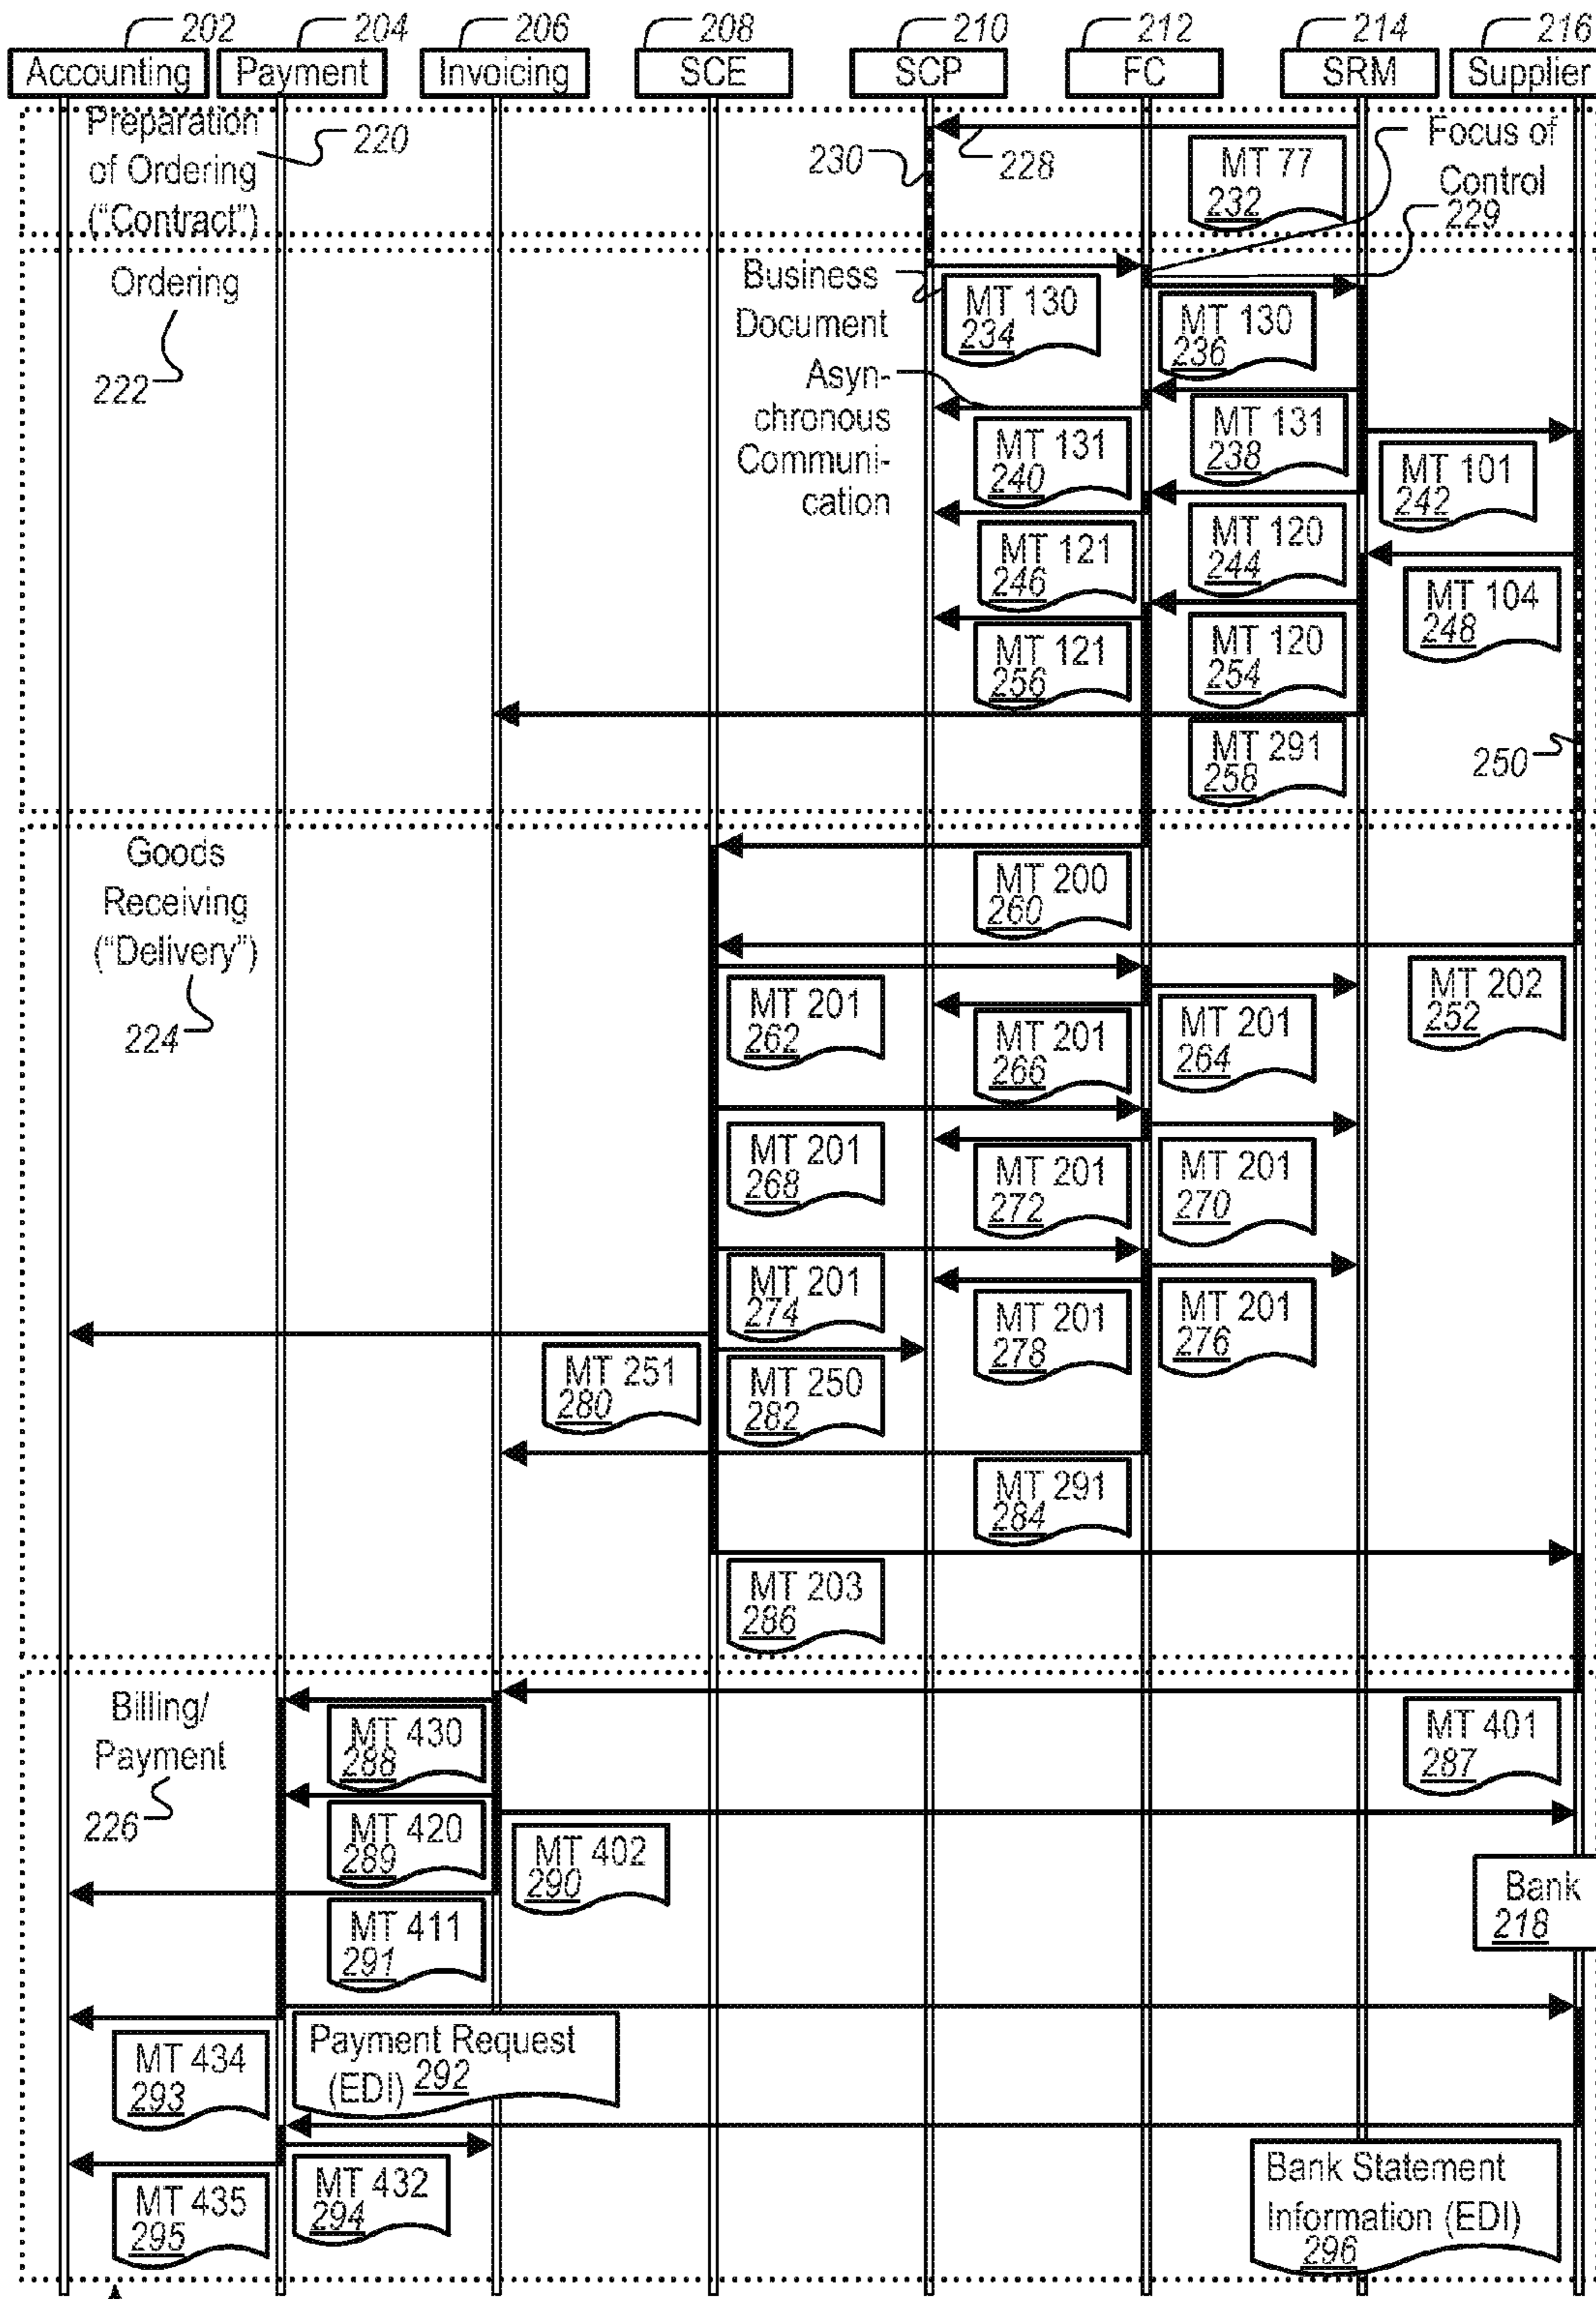 202 204 206 208 210 212 214 216
Accounting Payment Invoicing SCE SCP FC SRM Supplier
Preparation
of Ordering
("Contract")
220
230
228
MT 77
232
Focus of
Control
229
Ordering
222
Business
Document
MT 130
234
MT 130
236
Asyn-
chronous
Communi-
cation
MT 131
240
MT 131
238
MT 101
242
MT 121
246
MT 120
244
MT 104
248
MT 121
256
MT 120
254
MT 291
258
250
Goods
Receiving
("Delivery")
224
MT 200
260
MT 201
262
MT 201
266
MT 201
264
MT 202
252
MT 201
268
MT 201
272
MT 201
270
MT 201
274
MT 201
278
MT 201
276
MT 251
280
MT 250
282
MT 291
284
MT 203
286
Billing/
Payment
226
MT 430
288
MT 401
287
MT 420
289
MT 402
290
Bank
218
MT 411
291
MT 434
293
Payment Request
(EDI) 292
MT 435
295
MT 432
294
Bank Statement
Information (EDI)
296